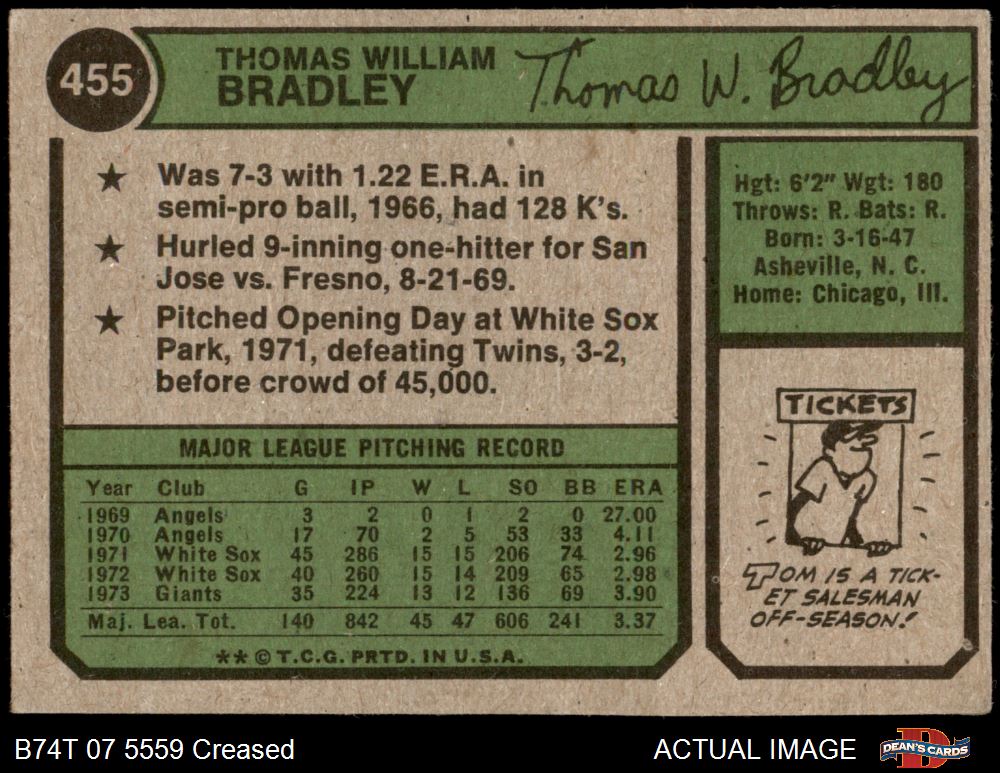 455
THOMAS WILLIAM
BRADLEY
Thomas W. Bradley
★ Was 7-3 with 1.22 E.R.A. in
semi-pro ball, 1966, had 128 K's.
★ Hurled 9-inning one-hitter for San
Jose vs. Fresno, 8-21-69.
★ Pitched Opening Day at White Sox
Park, 1971, defeating Twins, 3-2,
before crowd of 45,000.
Hgt: 6'2" Wgt: 180
Throws: R. Bats: R.
Born: 3-16-47
Asheville, N. C.
Home: Chicago, Ill.
MAJOR LEAGUE PITCHING RECORD
Year Club G IP W L SO BB ERA
1969 Angels 3 2 0 1 2 0 27.00
1970 Angels 17 70 2 5 53 33 4.11
1971 White Sox 45 286 15 15 206 74 2.96
1972 White Sox 40 260 15 14 209 65 2.98
1973 Giants 35 224 13 12 136 69 3.90
Maj. Lea. Tot. 140 842 45 47 606 241 3.37
** © T.C.G. PRTD. IN U.S.A.
TICKETS
TOM IS A TICK-
ET SALESMAN
OFF-SEASON!
B74T 07 5559 Creased
ACTUAL IMAGE
DEAN'S CARDS